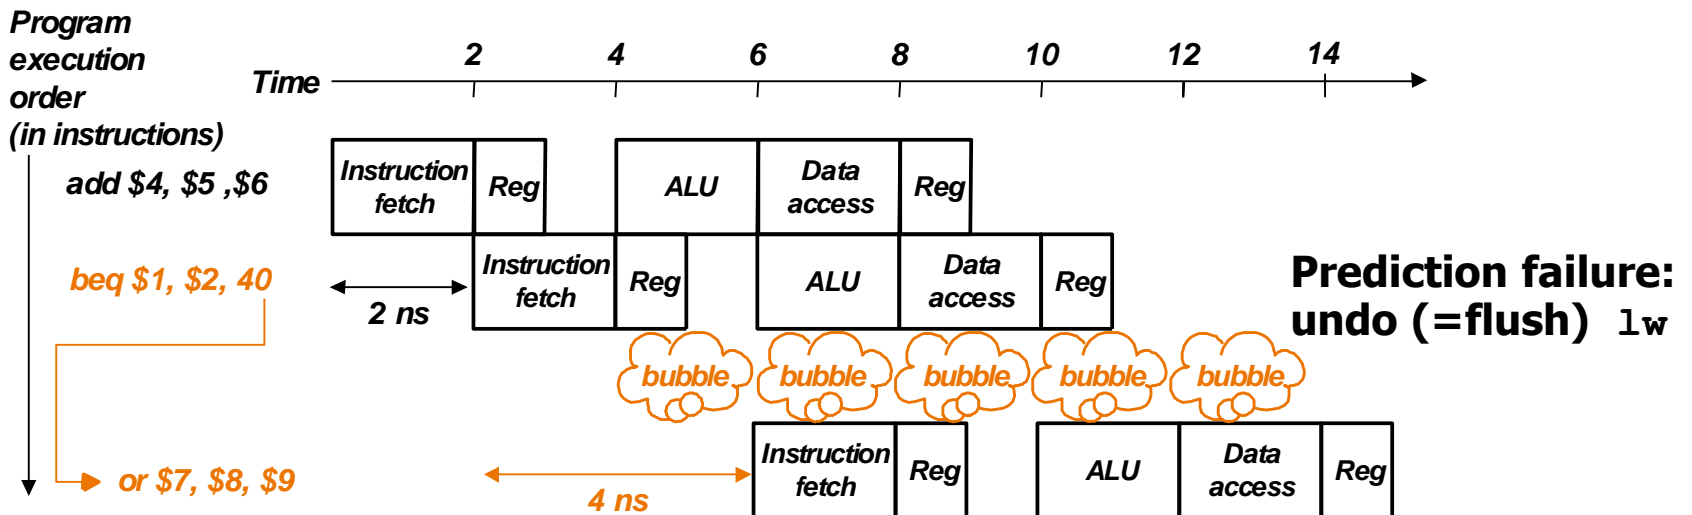 Program
execution
order
(in instructions)
Time
2 4 6 8 10 12 14
add $4, $5 ,$6
Instruction
fetch
Reg
ALU
Data
access
Reg
beq $1, $2, 40
2 ns
Instruction
fetch
Reg
ALU
Data
access
Reg
Prediction failure:
undo (=flush) lw
bubble bubble bubble bubble bubble
or $7, $8, $9
4 ns
Instruction
fetch
Reg
ALU
Data
access
Reg